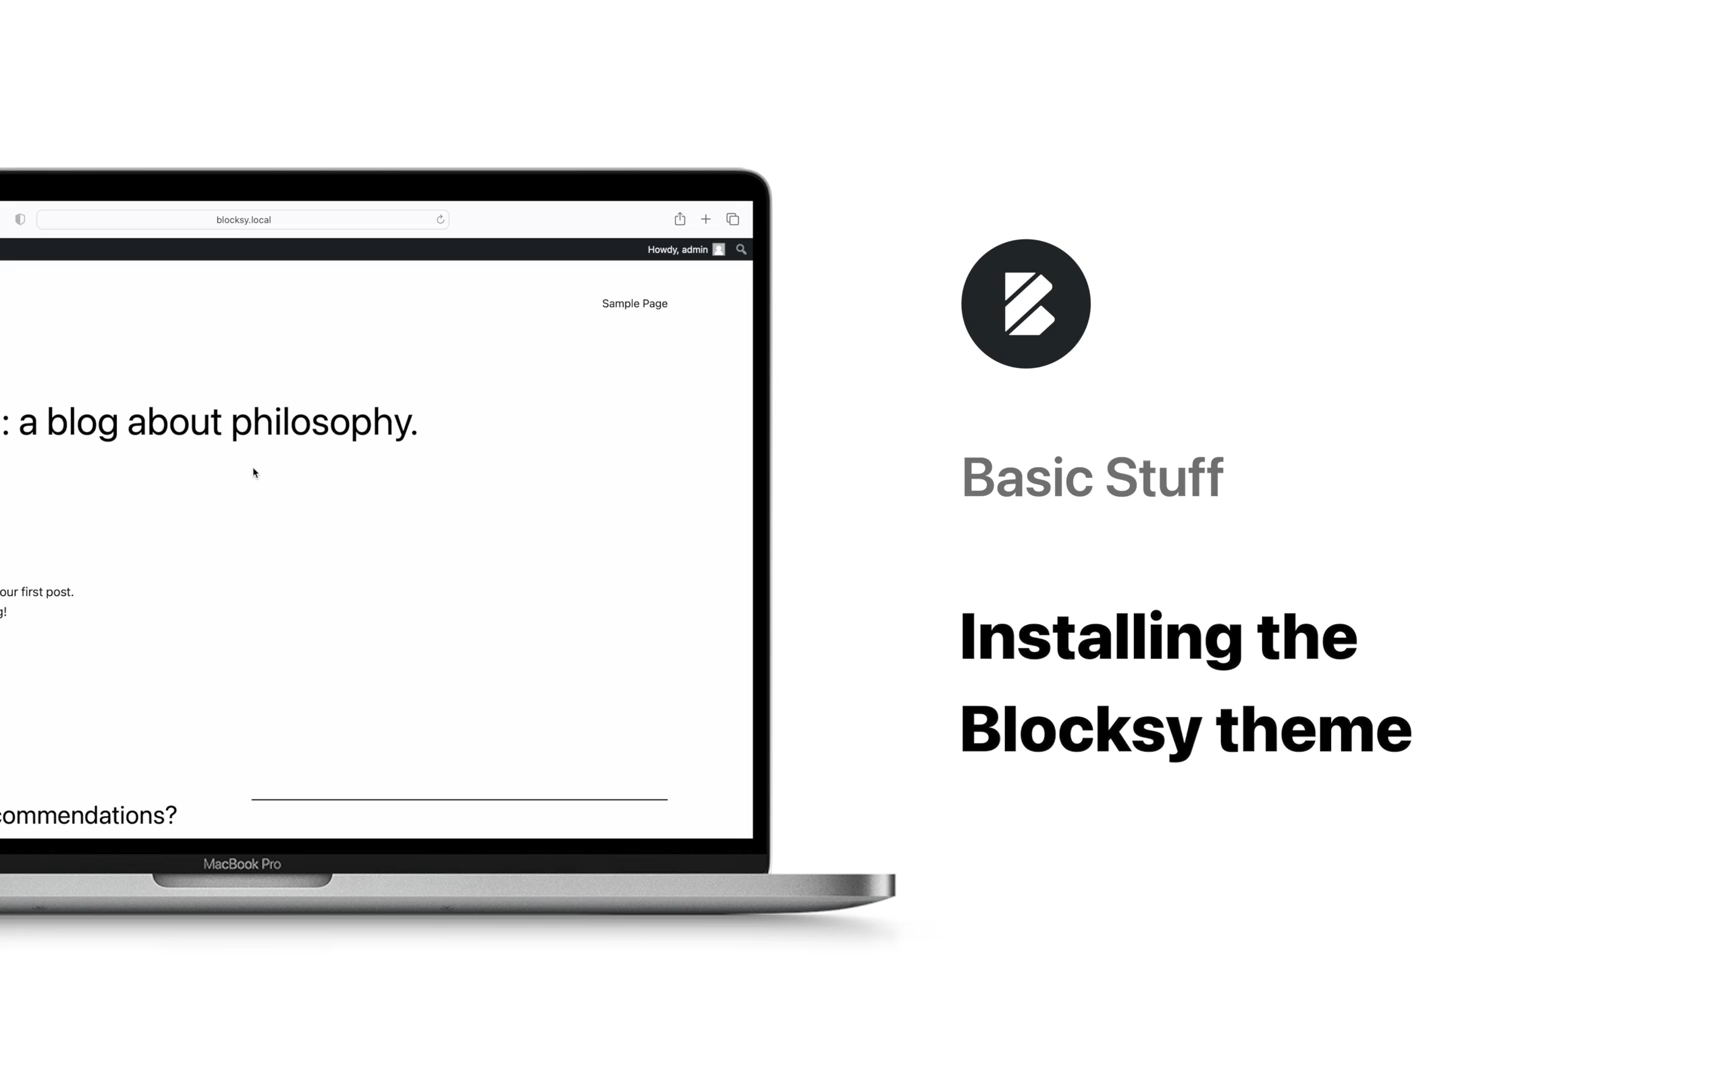 blocksy.local
Howdy, admin
Sample Page
: a blog about philosophy.
our first post.
g!
commendations?
MacBook Pro
Basic Stuff
Installing the
Blocksy theme